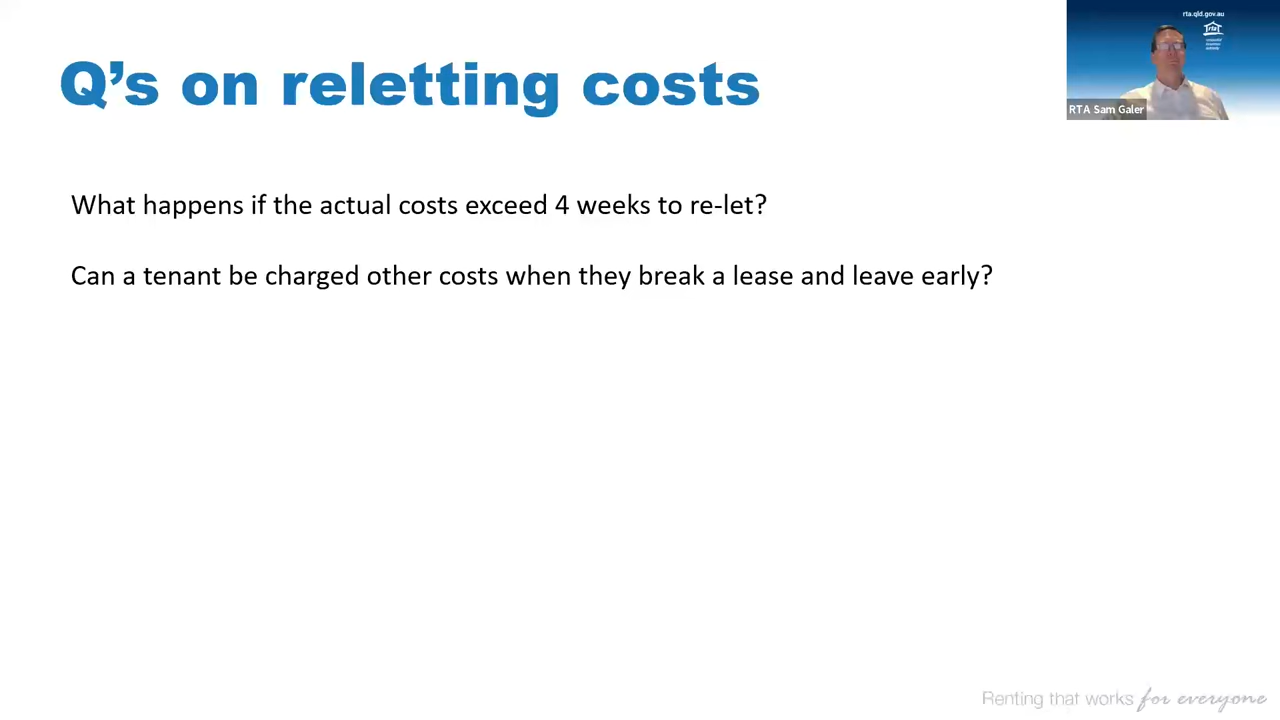 rta.qld.gov.au
rta
Q's on reletting costs
RTA Sam Galer
What happens if the actual costs exceed 4 weeks to re-let?
Can a tenant be charged other costs when they break a lease and leave early?
Renting that works for everyone